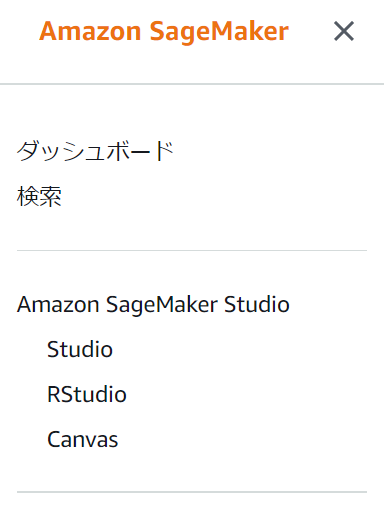 Amazon SageMaker
ダッシュボード
検索
Amazon SageMaker Studio
Studio
RStudio
Canvas